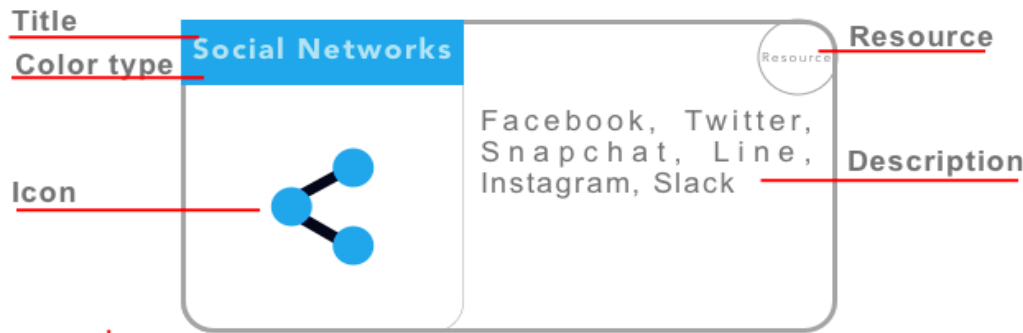 Title
Social Networks
Color type
Resource
Resource
Facebook, Twitter,
Snapchat, Line,
Instagram, Slack
Description
Icon